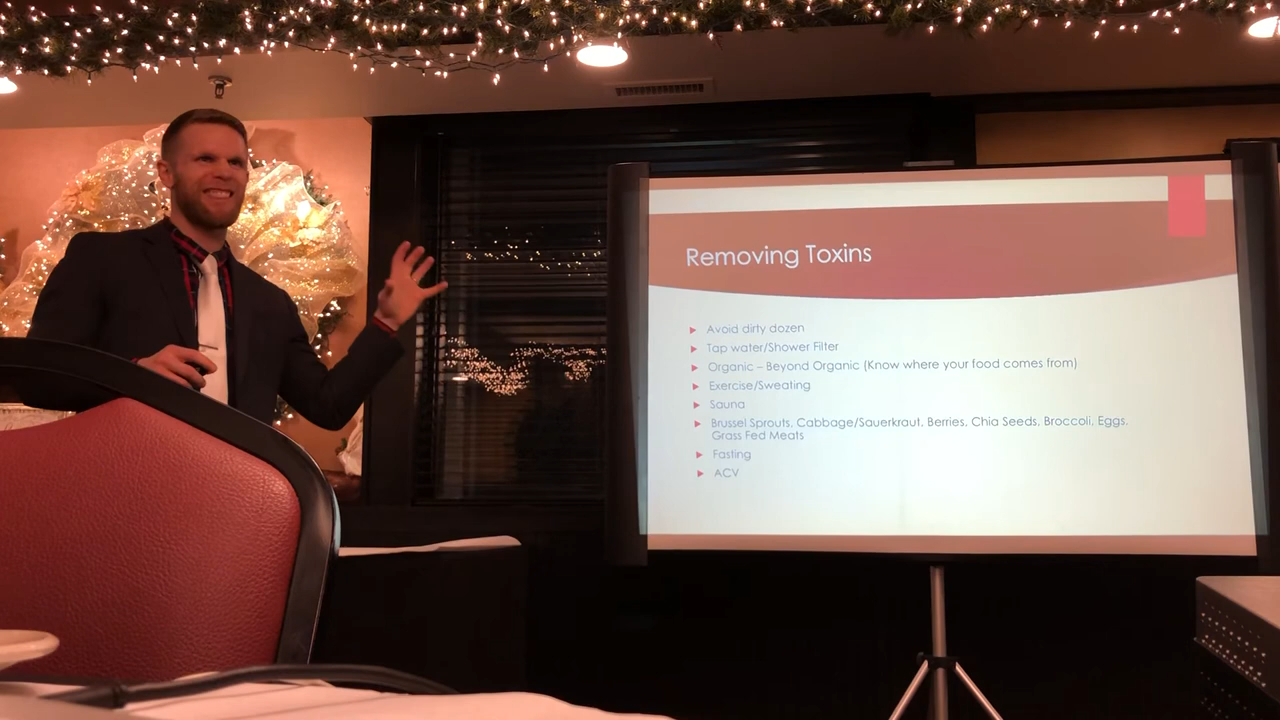 Removing Toxins
Avoid dirty dozen
Tap water/Shower Filter
Organic – Beyond Organic (Know where your food comes from)
Exercise/Sweating
Sauna
Brussel Sprouts, Cabbage/Sauerkraut, Berries, Chia Seeds, Broccoli, Eggs,
Grass Fed Meats
Fasting
ACV